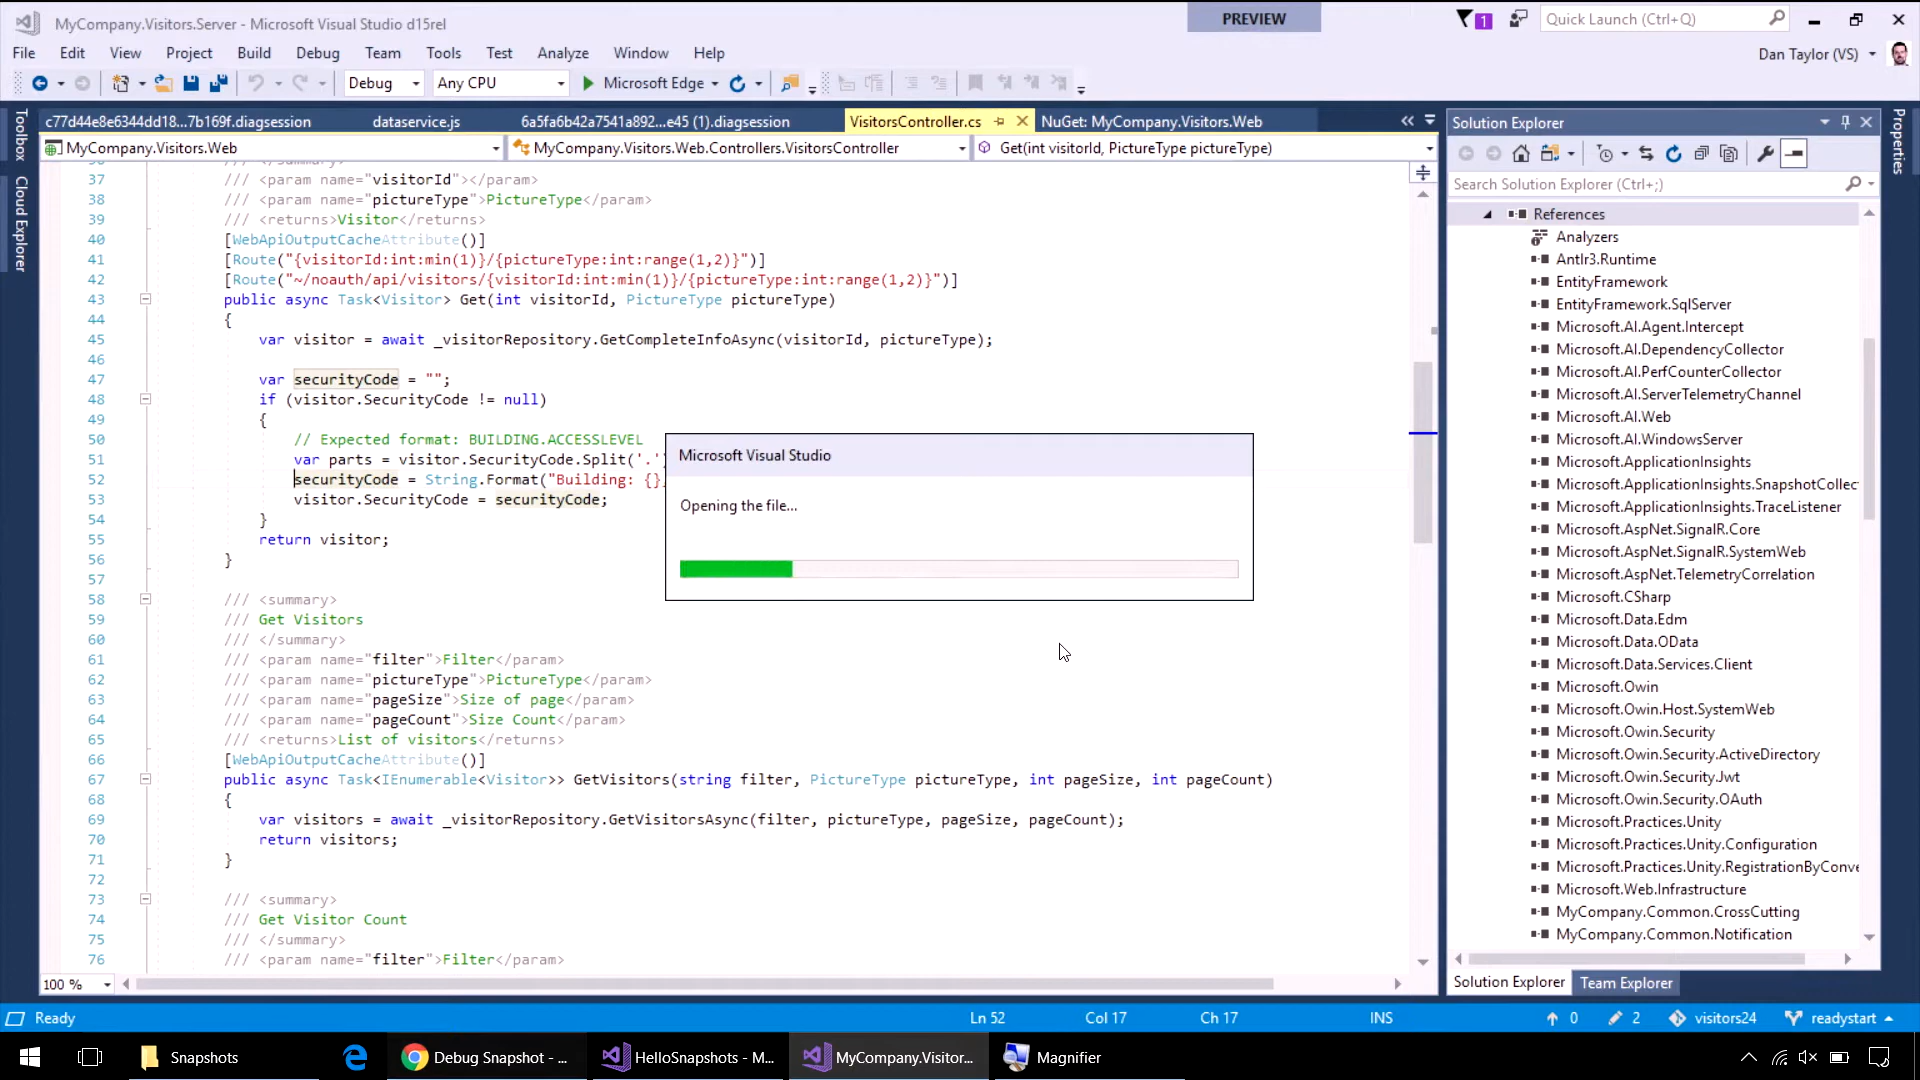 MyCompany.Visitors.Server - Microsoft Visual Studio d15rel
PREVIEW
1
Quick Launch (Ctrl+Q)
File Edit View Project Build Debug Team Tools Test Analyze Window Help
Dan Taylor (VS)
Debug Any CPU Microsoft Edge
Toolbox
Cloud Explorer
c77d44e8e6344dd18...7b169f.diagsession dataservice.js 6a5fa6b42a7541a892...e45 (1).diagsession VisitorsController.cs NuGet: MyCompany.Visitors.Web
MyCompany.Visitors.Web MyCompany.Visitors.Web.Controllers.VisitorsController Get(int visitorId, PictureType pictureType)
37 /// <param name="visitorId"></param>
38 /// <param name="pictureType">PictureType</param>
39 /// <returns>Visitor</returns>
40 [WebApiOutputCacheAttribute()]
41 [Route("{visitorId:int:min(1)}/{pictureType:int:range(1,2)}")]
42 [Route("~/noauth/api/visitors/{visitorId:int:min(1)}/{pictureType:int:range(1,2)}")]
43 public async Task<Visitor> Get(int visitorId, PictureType pictureType)
44 {
45 var visitor = await _visitorRepository.GetCompleteInfoAsync(visitorId, pictureType);
46
47 var securityCode = "";
48 if (visitor.SecurityCode != null)
49 {
50 // Expected format: BUILDING.ACCESSLEVEL
51 var parts = visitor.SecurityCode.Split('.')
52 securityCode = String.Format("Building: {}
53 visitor.SecurityCode = securityCode;
54 }
55 return visitor;
56 }
57
58 /// <summary>
59 /// Get Visitors
60 /// </summary>
61 /// <param name="filter">Filter</param>
62 /// <param name="pictureType">PictureType</param>
63 /// <param name="pageSize">Size of page</param>
64 /// <param name="pageCount">Size Count</param>
65 /// <returns>List of visitors</returns>
66 [WebApiOutputCacheAttribute()]
67 public async Task<IEnumerable<Visitor>> GetVisitors(string filter, PictureType pictureType, int pageSize, int pageCount)
68 {
69 var visitors = await _visitorRepository.GetVisitorsAsync(filter, pictureType, pageSize, pageCount);
70 return visitors;
71 }
72
73 /// <summary>
74 /// Get Visitor Count
75 /// </summary>
76 /// <param name="filter">Filter</param>
100 %
Microsoft Visual Studio
Opening the file...
Solution Explorer
Search Solution Explorer (Ctrl+;)
References
Analyzers
Antlr3.Runtime
EntityFramework
EntityFramework.SqlServer
Microsoft.AI.Agent.Intercept
Microsoft.AI.DependencyCollector
Microsoft.AI.PerfCounterCollector
Microsoft.AI.ServerTelemetryChannel
Microsoft.AI.Web
Microsoft.AI.WindowsServer
Microsoft.ApplicationInsights
Microsoft.ApplicationInsights.SnapshotCollec
Microsoft.ApplicationInsights.TraceListener
Microsoft.AspNet.SignalR.Core
Microsoft.AspNet.SignalR.SystemWeb
Microsoft.AspNet.TelemetryCorrelation
Microsoft.CSharp
Microsoft.Data.Edm
Microsoft.Data.OData
Microsoft.Data.Services.Client
Microsoft.Owin
Microsoft.Owin.Host.SystemWeb
Microsoft.Owin.Security
Microsoft.Owin.Security.ActiveDirectory
Microsoft.Owin.Security.Jwt
Microsoft.Owin.Security.OAuth
Microsoft.Practices.Unity
Microsoft.Practices.Unity.Configuration
Microsoft.Practices.Unity.RegistrationByConve
Microsoft.Web.Infrastructure
MyCompany.Common.CrossCutting
MyCompany.Common.Notification
Solution Explorer Team Explorer
Properties
Ready Ln 52 Col 17 Ch 17 INS 0 2 visitors24 readystart
Snapshots Debug Snapshot - ... HelloSnapshots - M... MyCompany.Visitor... Magnifier